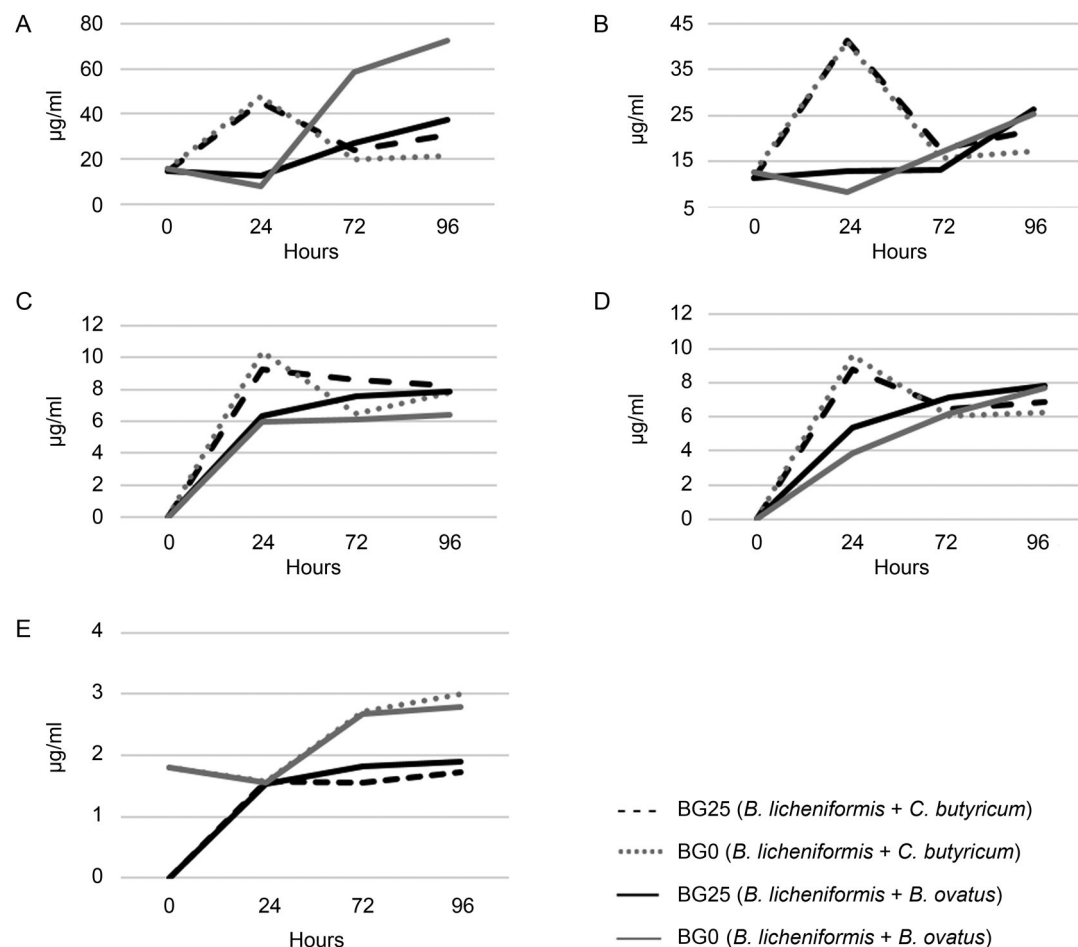 A
80
60
40
20
0
µg/ml
0 24 72 96
Hours
B
45
35
25
15
5
µg/ml
0 24 72 96
Hours
C
12
10
8
6
4
2
0
µg/ml
0 24 72 96
Hours
D
12
10
8
6
4
2
0
µg/ml
0 24 72 96
Hours
E
4
3
2
1
0
µg/ml
0 24 72 96
Hours
BG25 (B. licheniformis + C. butyricum)
BG0 (B. licheniformis + C. butyricum)
BG25 (B. licheniformis + B. ovatus)
BG0 (B. licheniformis + B. ovatus)